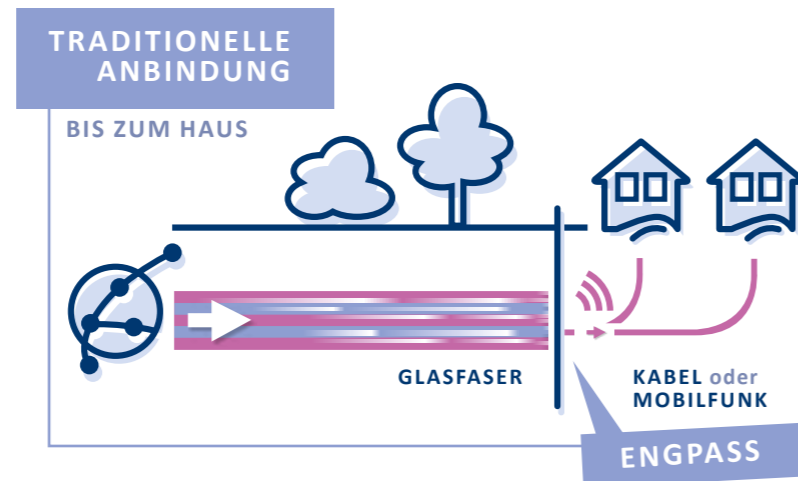 TRADITIONELLE
ANBINDUNG
BIS ZUM HAUS
GLASFASER
KABEL oder
MOBILFUNK
ENGPASS